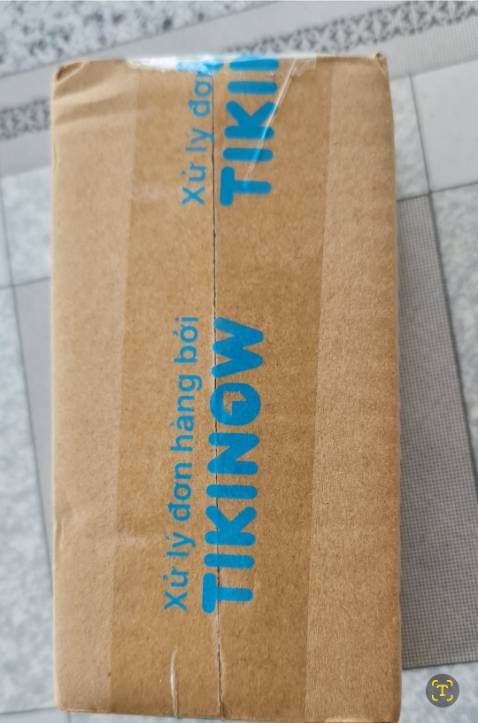 Xử lý đơn
TIKI
Xử lý đơn hàng bởi
TIKINOW